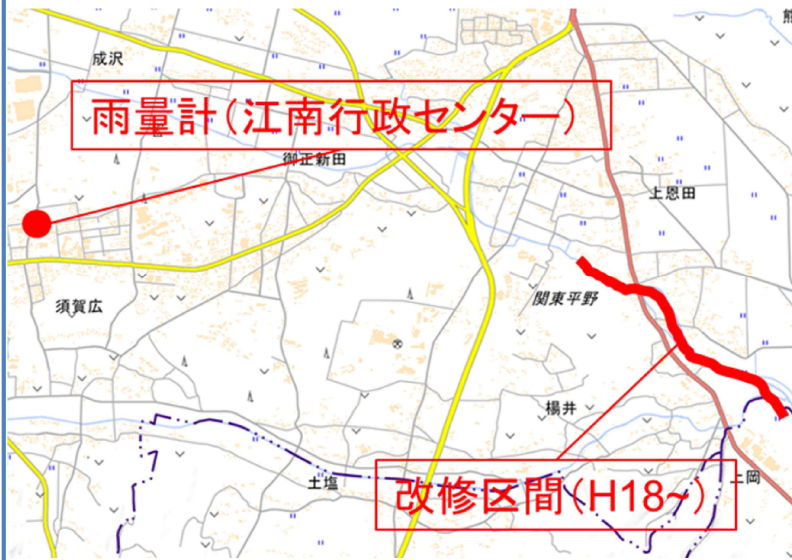 熊
成沢
雨量計(江南行政センター)
御正新田
上恩田
関東平野
須賀広
楊井
土塩
改修区間(H18~)
上岡